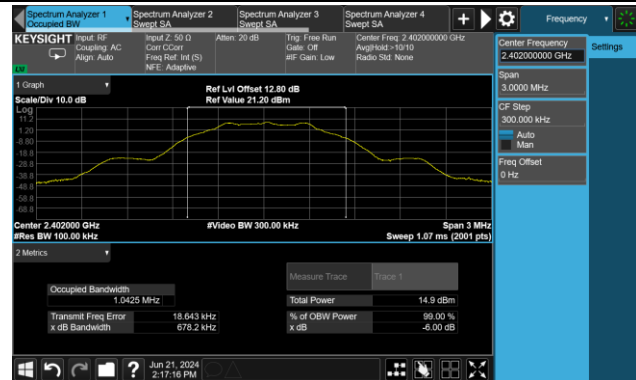 Spectrum Analyzer 1
Occupied BW
Spectrum Analyzer 2
Swept SA
Spectrum Analyzer 3
Swept SA
Spectrum Analyzer 4
Swept SA
Frequency
KEYSIGHT
Input: RF
Coupling: AC
Align: Auto
Input Z: 50 Ω
Corr CCorr
Freq Ref: Int (S)
NFE: Adaptive
Atten: 20 dB
Trig: Free Run
Gate: Off
#IF Gain: Low
Center Freq: 2.402000000 GHz
Avg|Hold:>10/10
Radio Std: None
Center Frequency
2.402000000 GHz
Settings
Span
3.0000 MHz
CF Step
300.000 kHz
Auto
Man
Freq Offset
0 Hz
1 Graph
Scale/Div 10.0 dB
Ref Lvl Offset 12.80 dB
Ref Value 21.20 dBm
Log
11.2
1.20
-8.80
-18.8
-28.8
-38.8
-48.8
-58.8
-68.8
Center 2.402000 GHz
#Res BW 100.00 kHz
#Video BW 300.00 kHz
Span 3 MHz
Sweep 1.07 ms (2001 pts)
2 Metrics
Measure Trace
Trace 1
Occupied Bandwidth
1.0425 MHz
Total Power
14.9 dBm
Transmit Freq Error
18.643 kHz
% of OBW Power
99.00 %
x dB Bandwidth
678.2 kHz
x dB
-6.00 dB
Jun 21, 2024
2:17:16 PM